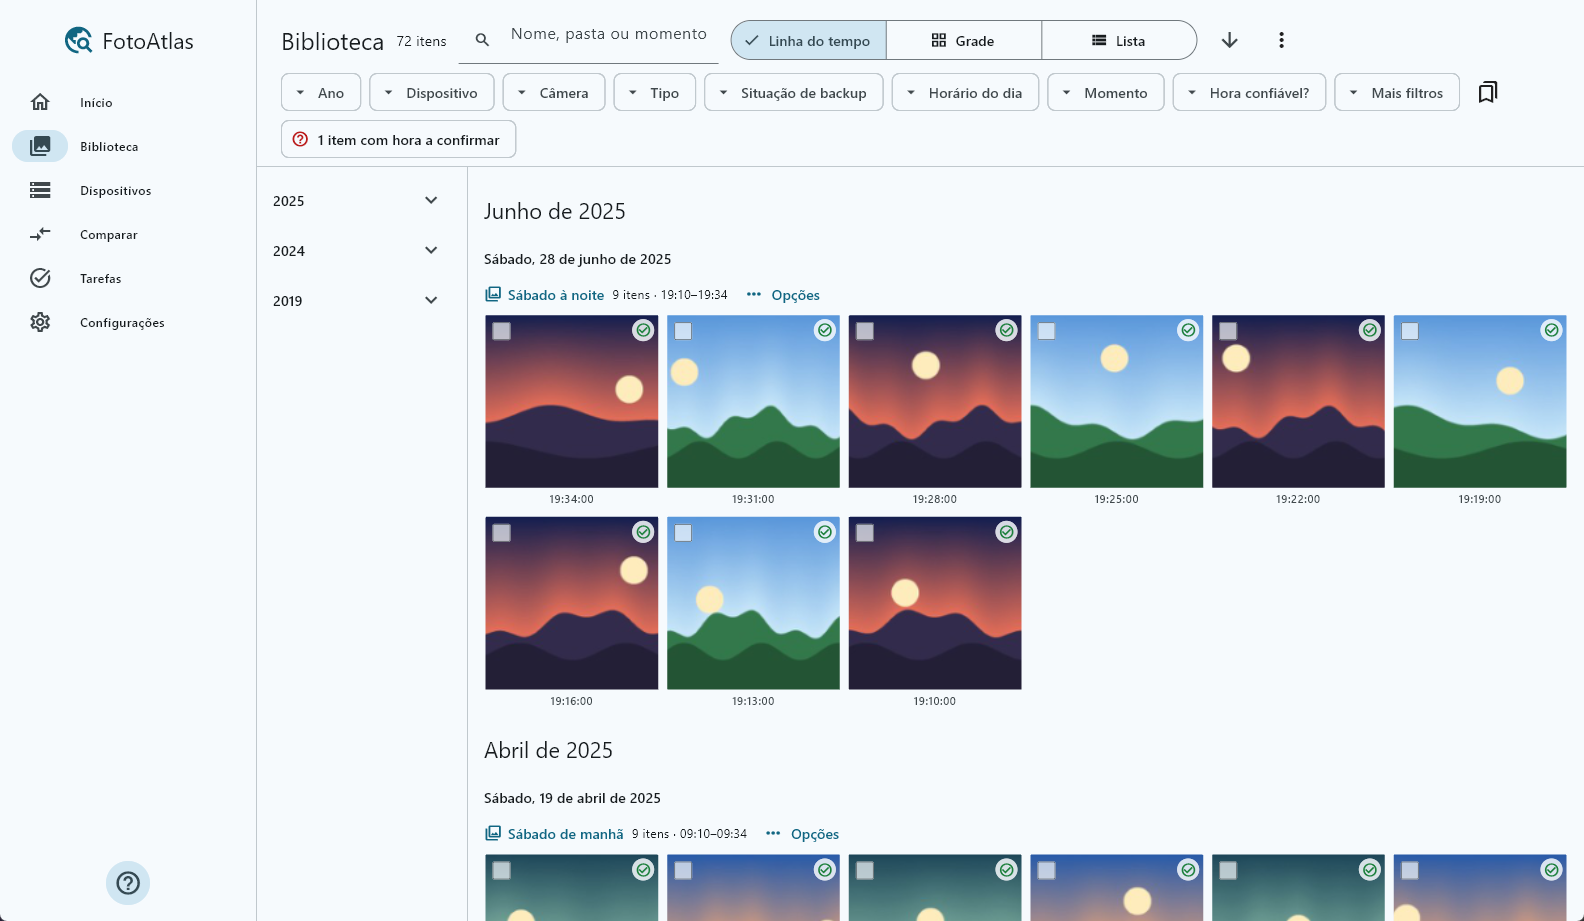 FotoAtlas
Início
Biblioteca
Dispositivos
Comparar
Tarefas
Configurações
Biblioteca 72 itens Nome, pasta ou momento Linha do tempo Grade Lista
Ano Dispositivo Câmera Tipo Situação de backup Horário do dia Momento Hora confiável? Mais filtros
1 item com hora a confirmar
2025
2024
2019
Junho de 2025
Sábado, 28 de junho de 2025
Sábado à noite 9 itens · 19:10–19:34 Opções
19:34:00 19:31:00 19:28:00 19:25:00 19:22:00 19:19:00
19:16:00 19:13:00 19:10:00
Abril de 2025
Sábado, 19 de abril de 2025
Sábado de manhã 9 itens · 09:10–09:34 Opções